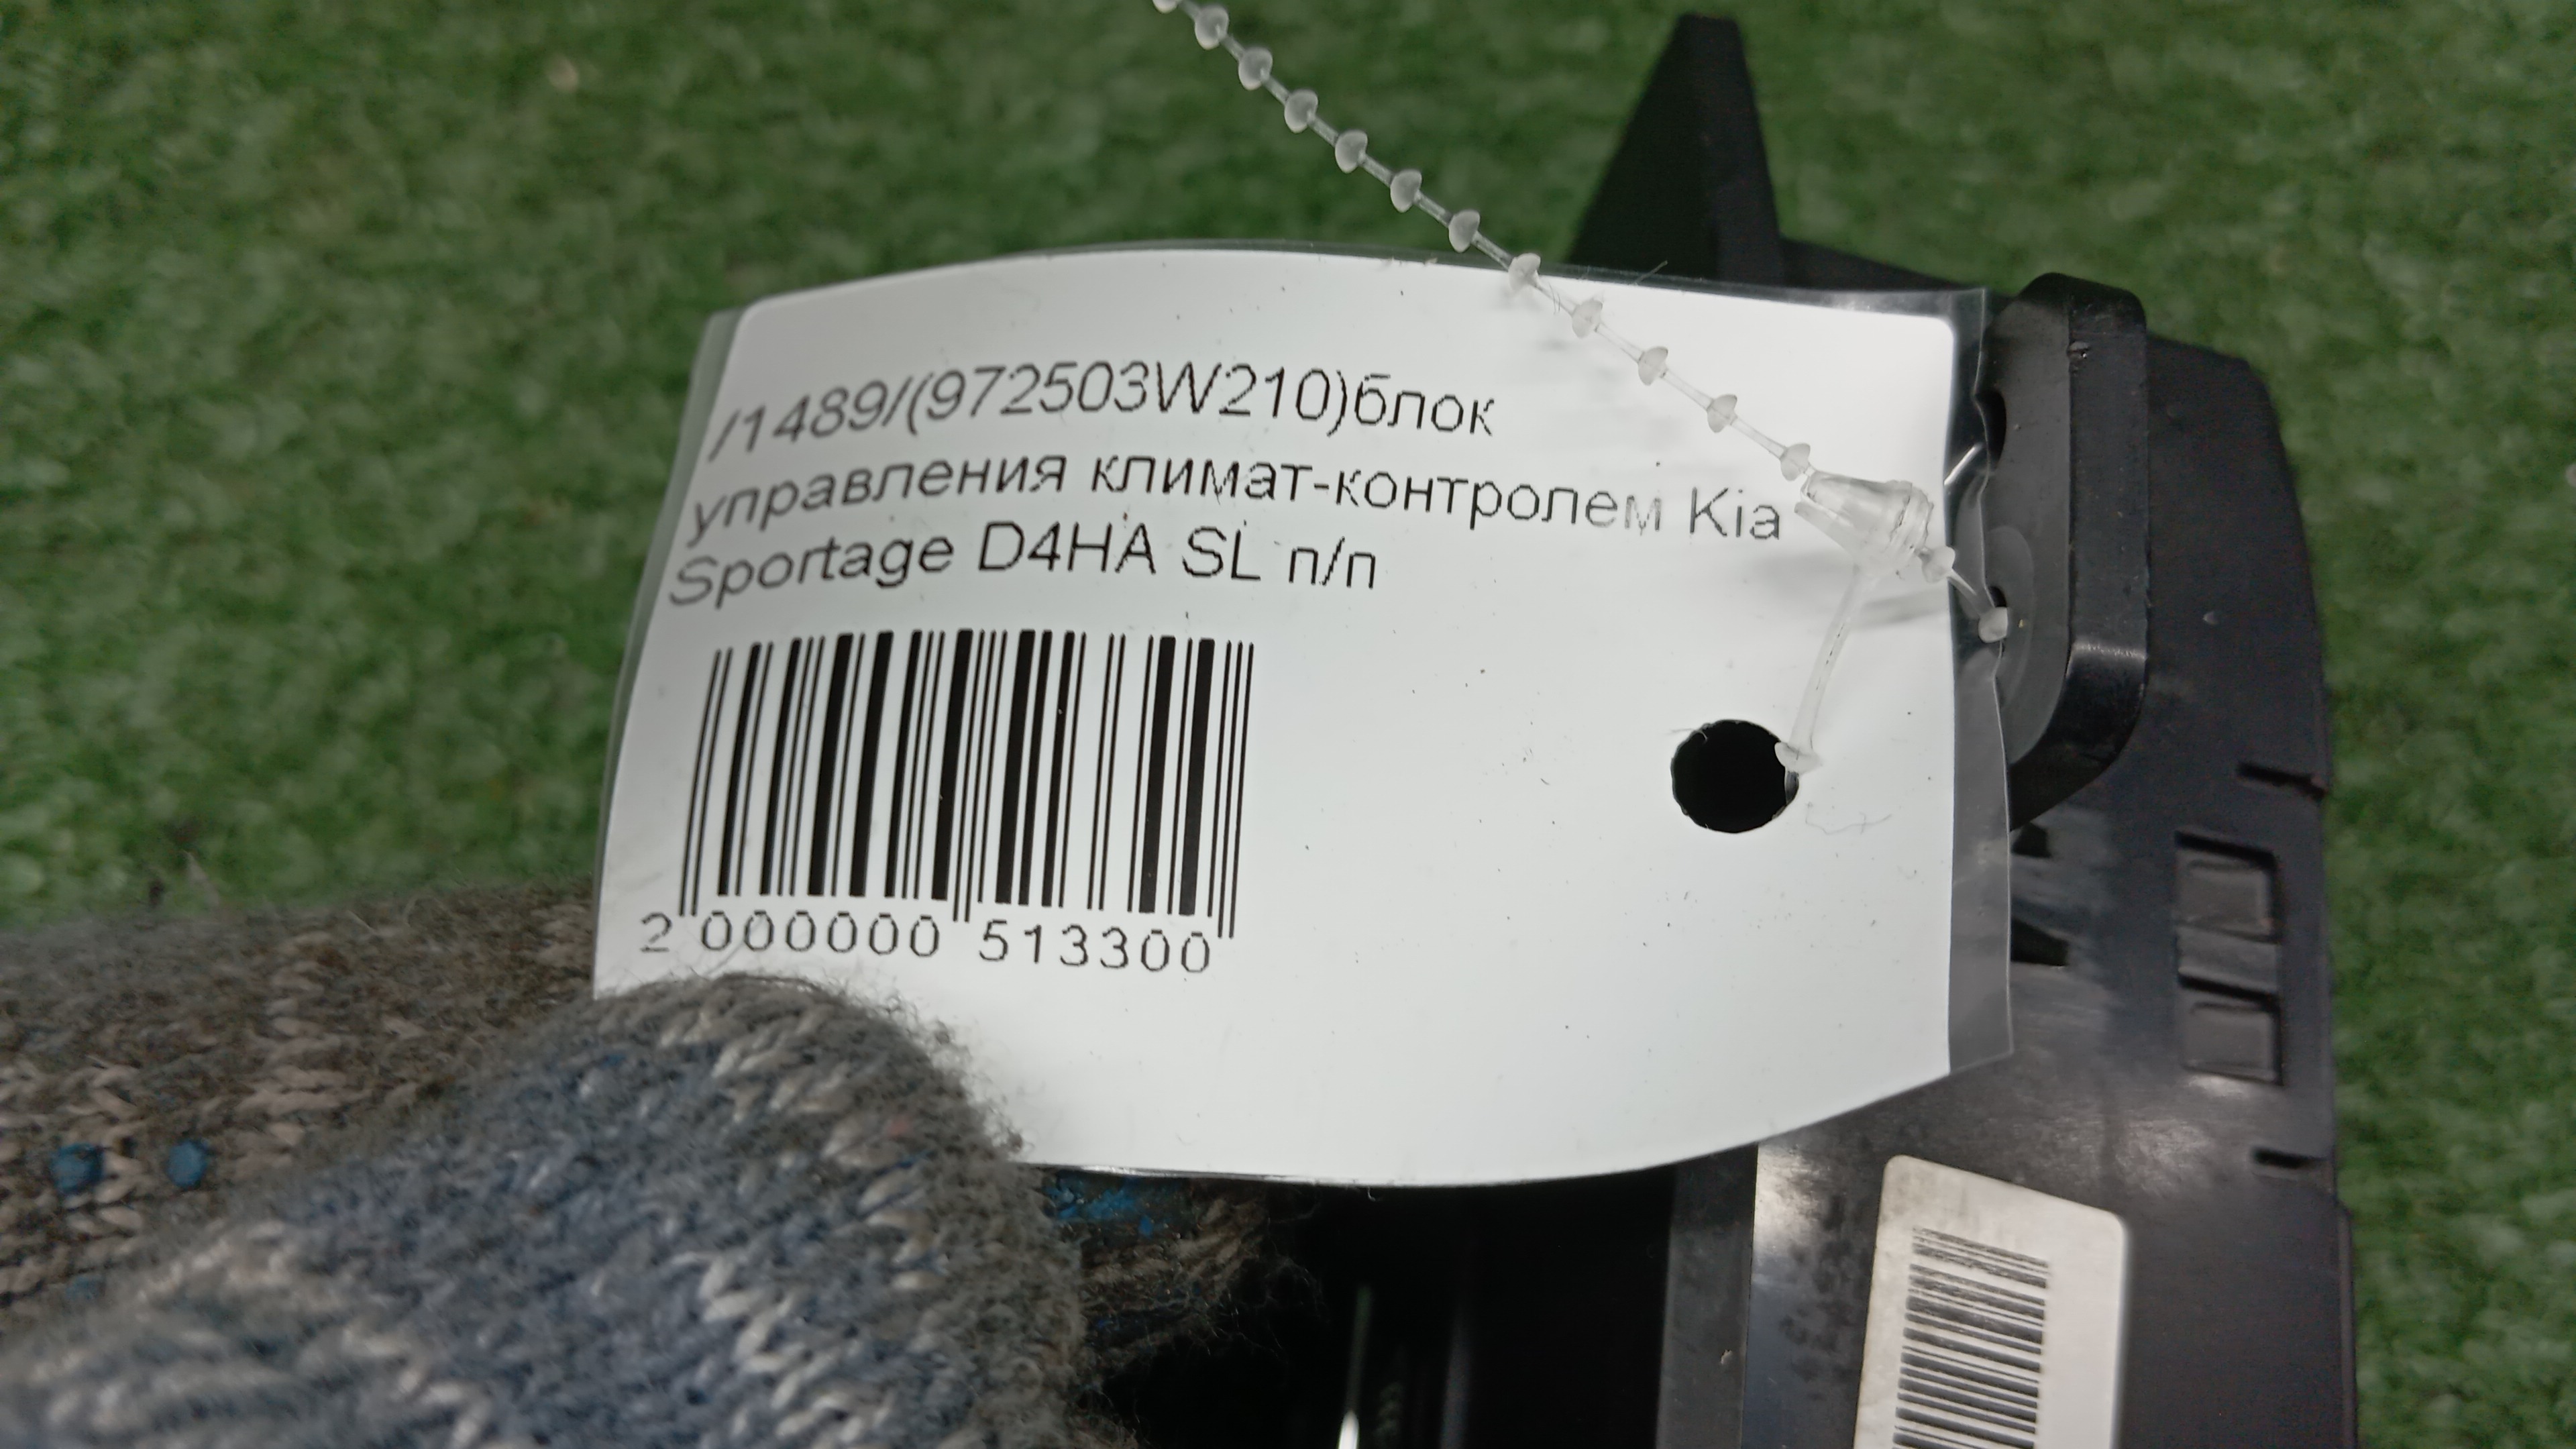 /1489/(972503W210)блок
управления климат-контролем Kia
Sportage D4HA SL п/п
2 000000 513300